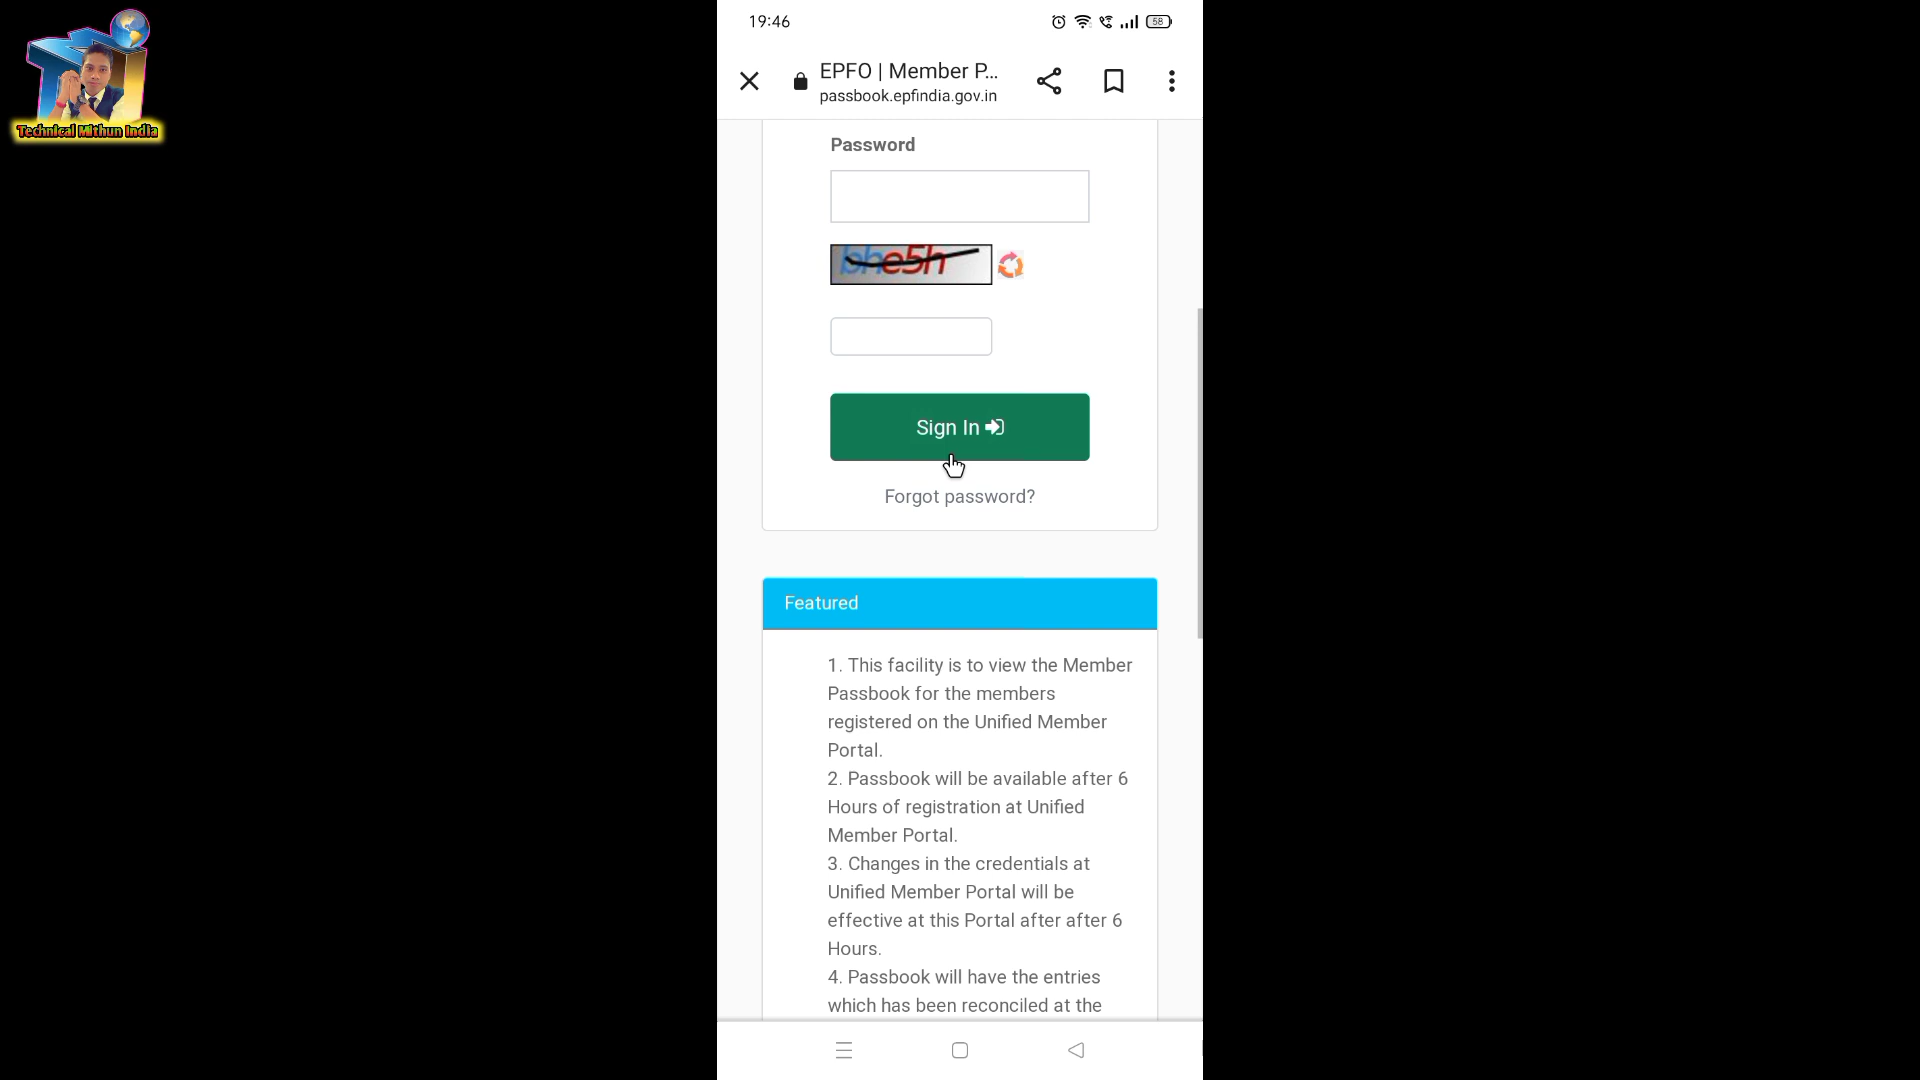 Technical Mithun India
19:46
58
EPFO | Member P...
passbook.epfindia.gov.in
Password
bhe5h
Sign In
Forgot password?
Featured
1. This facility is to view the Member
Passbook for the members
registered on the Unified Member
Portal.
2. Passbook will be available after 6
Hours of registration at Unified
Member Portal.
3. Changes in the credentials at
Unified Member Portal will be
effective at this Portal after after 6
Hours.
4. Passbook will have the entries
which has been reconciled at the